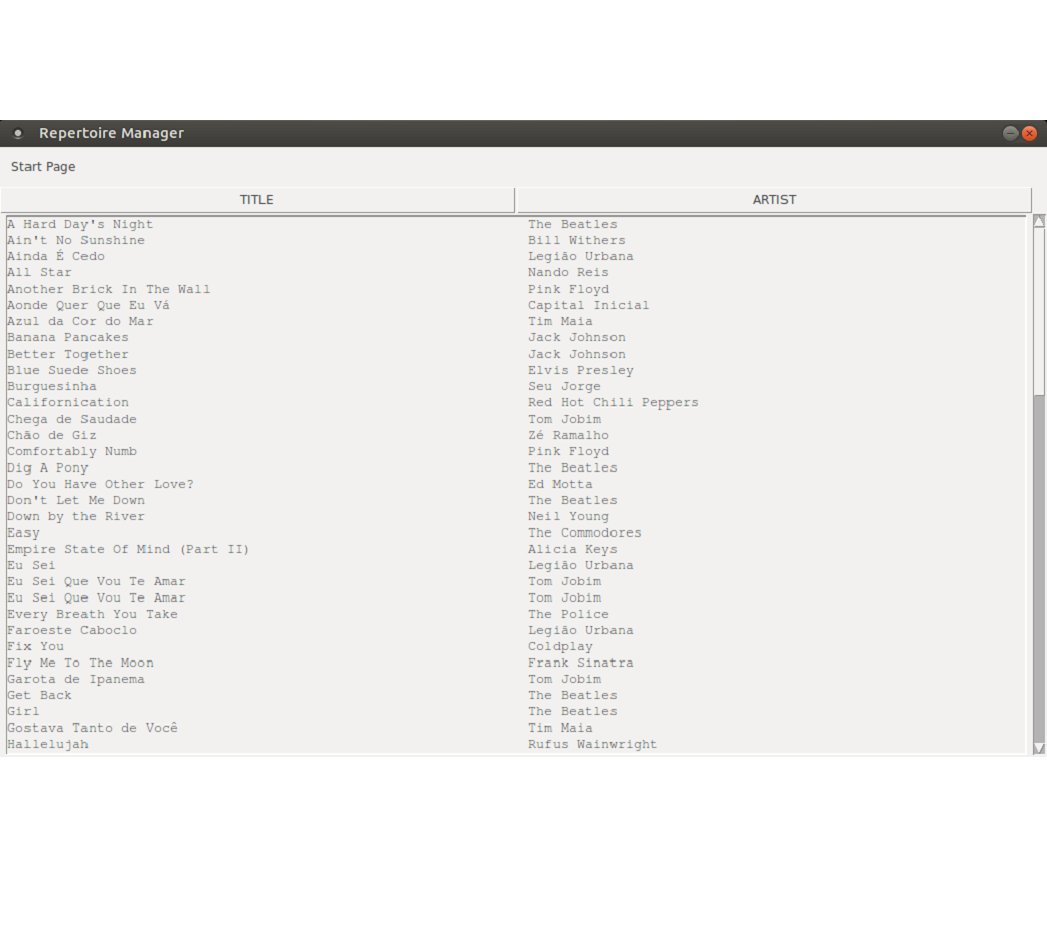 Repertoire Manager
Start Page
TITLE ARTIST
A Hard Day's Night The Beatles
Ain't No Sunshine Bill Withers
Ainda É Cedo Legião Urbana
All Star Nando Reis
Another Brick In The Wall Pink Floyd
Aonde Quer Que Eu Vá Capital Inicial
Azul da Cor do Mar Tim Maia
Banana Pancakes Jack Johnson
Better Together Jack Johnson
Blue Suede Shoes Elvis Presley
Burguesinha Seu Jorge
Californication Red Hot Chili Peppers
Chega de Saudade Tom Jobim
Chão de Giz Zé Ramalho
Comfortably Numb Pink Floyd
Dig A Pony The Beatles
Do You Have Other Love? Ed Motta
Don't Let Me Down The Beatles
Down by the River Neil Young
Easy The Commodores
Empire State Of Mind (Part II) Alicia Keys
Eu Sei Legião Urbana
Eu Sei Que Vou Te Amar Tom Jobim
Eu Sei Que Vou Te Amar Tom Jobim
Every Breath You Take The Police
Faroeste Caboclo Legião Urbana
Fix You Coldplay
Fly Me To The Moon Frank Sinatra
Garota de Ipanema Tom Jobim
Get Back The Beatles
Girl The Beatles
Gostava Tanto de Você Tim Maia
Hallelujah Rufus Wainwright